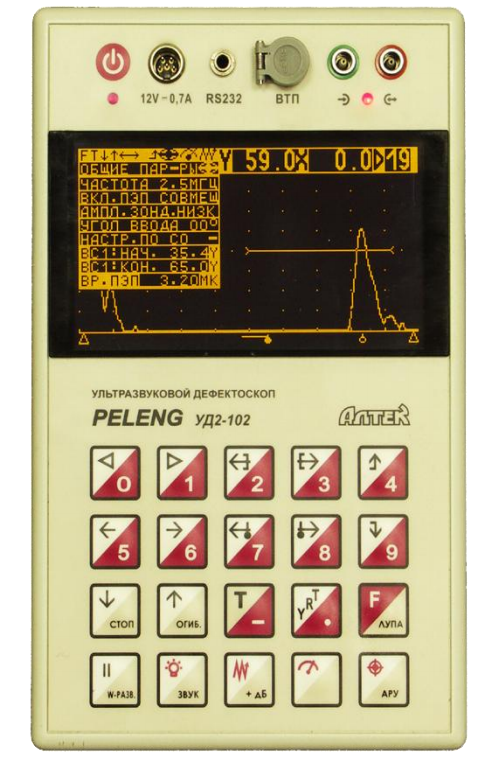 12V - 0,7A RS232 ВТП
FT
Y 59.0X 0.0 19
ОБЩИЕ ПАР-РЫ
ЧАСТОТА 2.5МГЦ
ВКЛ.ПЭП СОВМЕЩ
АМПЛ.ЗОНД.НИЗК
УГОЛ ВВОДА 00°
НАСТР.ПО СО -
ВС1:НАЧ. 35.4Y
ВС1:КОН. 65.0Y
ВР.ПЭП 3.20МК
УЛЬТРАЗВУКОВОЙ ДЕФЕКТОСКОП
PELENG УД2-102 АЛТЕК
0 1 2 3 4
5 6 7 8 9
СТОП ОГИБ. T - YRT . F ЛУПА
II W-РАЗВ. ЗВУК + дБ АРУ